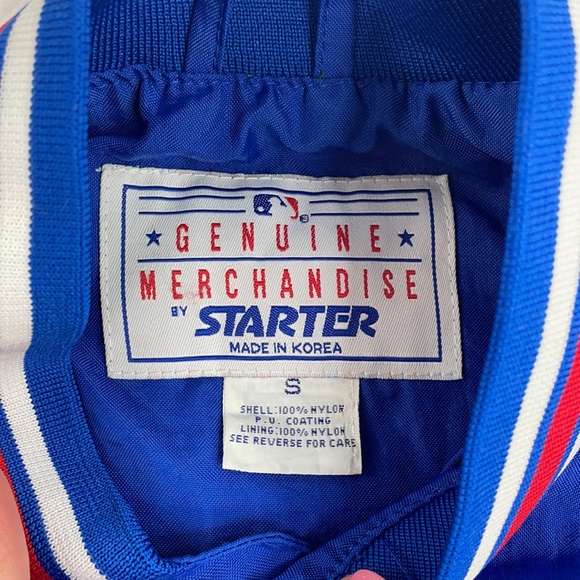 GENUINE
MERCHANDISE
BY STARTER
MADE IN KOREA
S
SHELL:100% NYLON
P.U. COATING
LINING:100% NYLON
SEE REVERSE FOR CARE